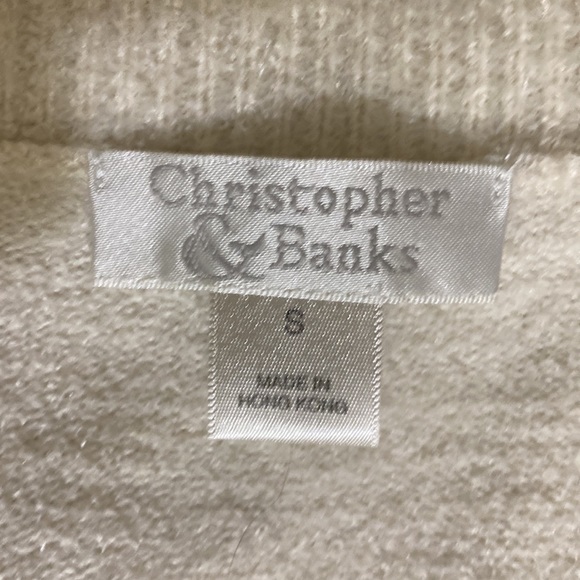 Christopher
& Banks
S
MADE IN
HONG KONG